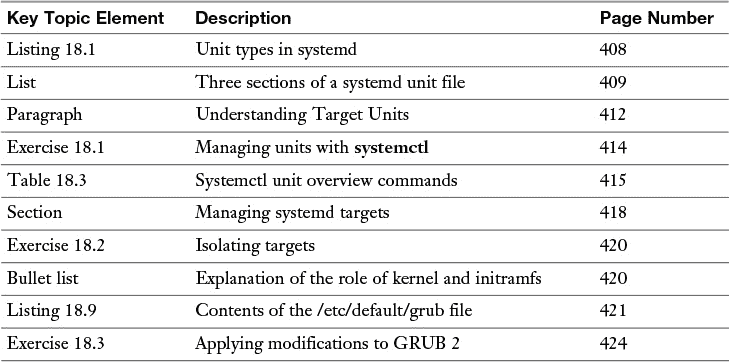 Key Topic Element Description Page Number
Listing 18.1 Unit types in systemd 408
List Three sections of a systemd unit file 409
Paragraph Understanding Target Units 412
Exercise 18.1 Managing units with systemctl 414
Table 18.3 Systemctl unit overview commands 415
Section Managing systemd targets 418
Exercise 18.2 Isolating targets 420
Bullet list Explanation of the role of kernel and initramfs 420
Listing 18.9 Contents of the /etc/default/grub file 421
Exercise 18.3 Applying modifications to GRUB 2 424